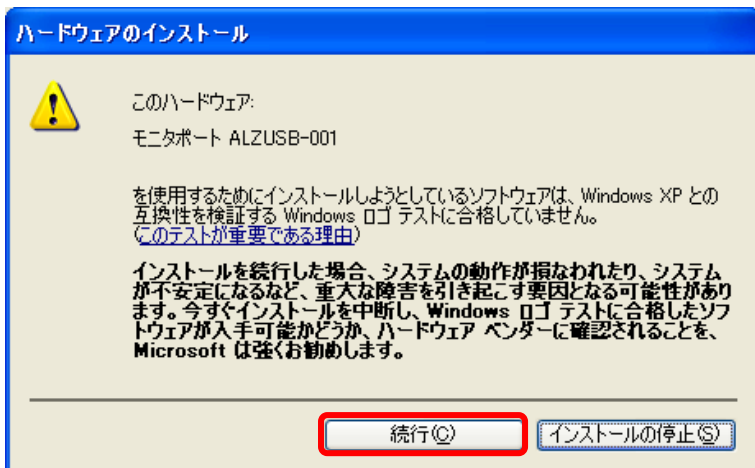 ハードウェアのインストール
このハードウェア:
モニタポート ALZUSB-001
を使用するためにインストールしようとしているソフトウェアは、Windows XP との
互換性を検証する Windows ロゴ テストに合格していません。
(このテストが重要である理由)
インストールを続行した場合、システムの動作が損なわれたり、システム
が不安定になるなど、重大な障害を引き起こす要因となる可能性があり
ます。今すぐインストールを中断し、Windows ロゴ テストに合格したソフ
トウェアが入手可能かどうか、ハードウェア ベンダーに確認されることを、
Microsoft は強くお勧めします。
続行(C) インストールの停止(S)